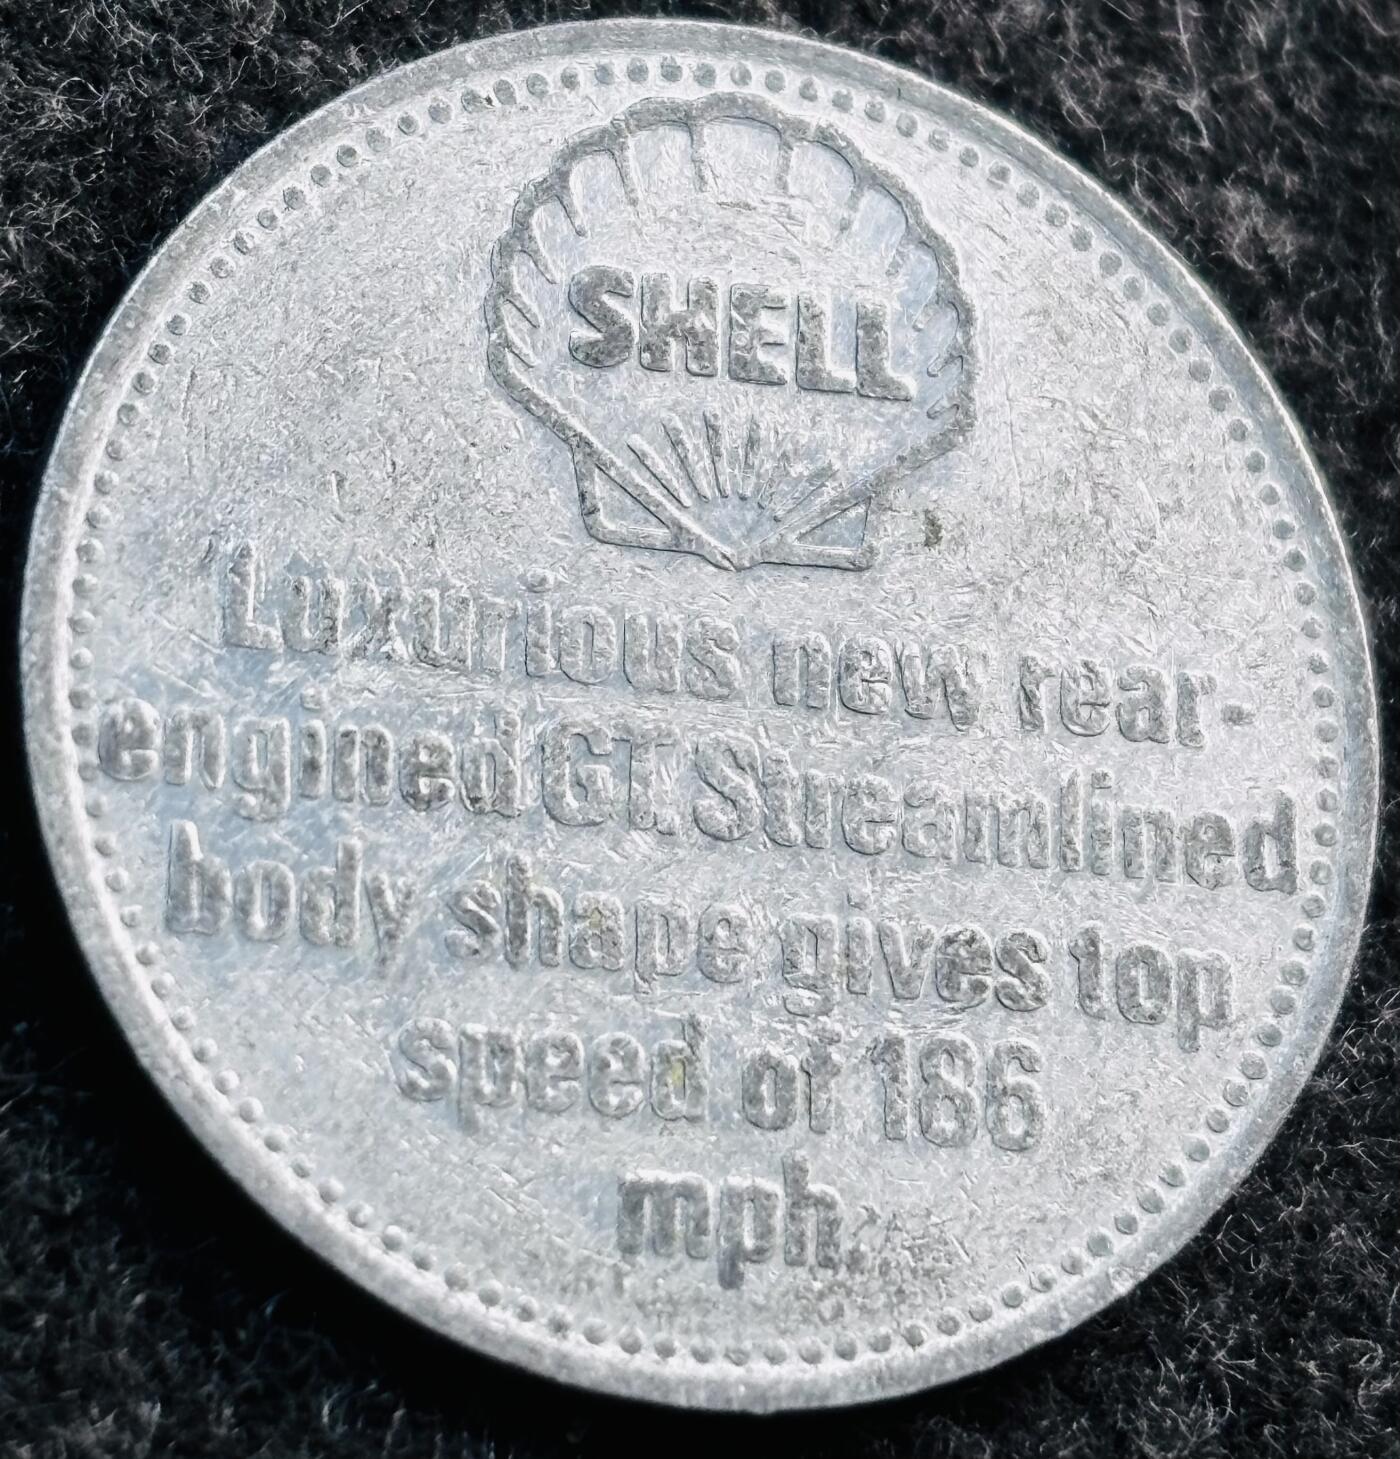 SHELL
Luxurious new rear-
engined GT. Streamlined
body shape gives top
speed of 186
mph.